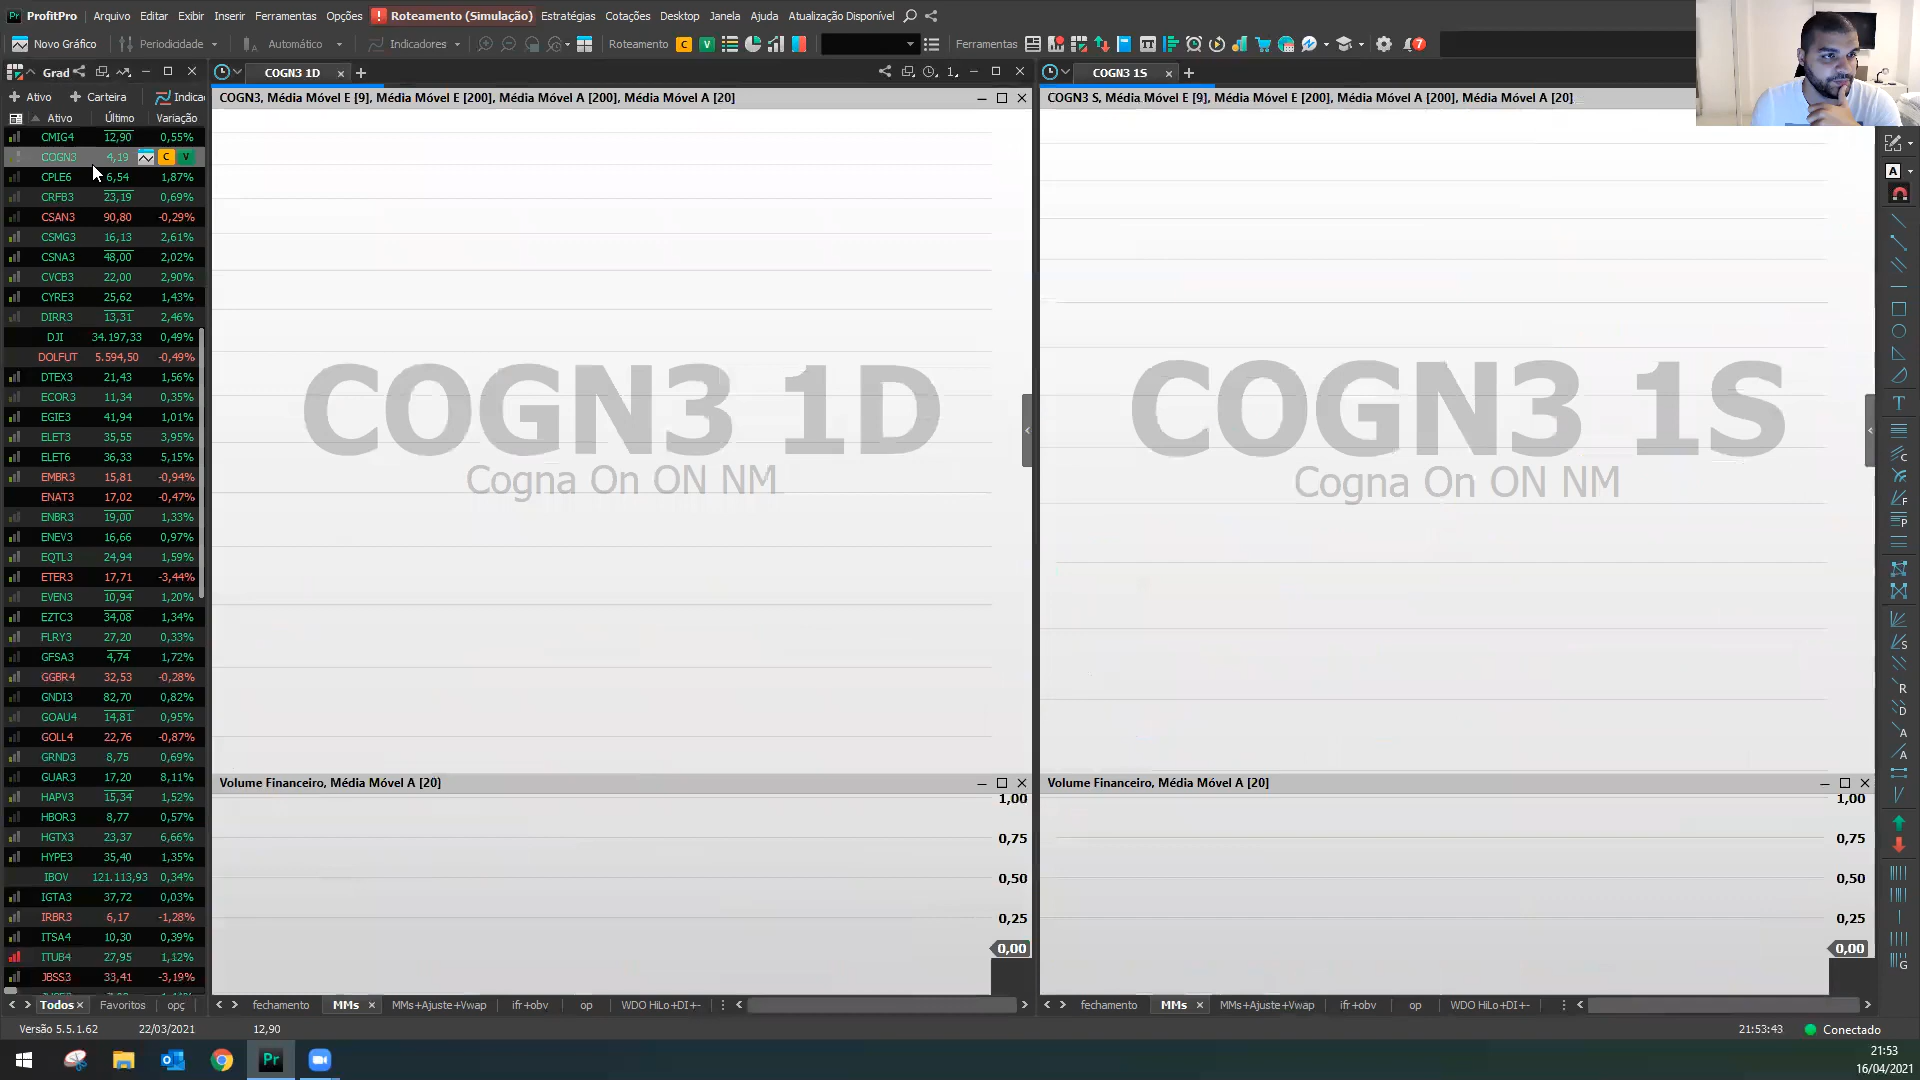 ProfitPro Arquivo Editar Exibir Inserir Ferramentas Opções Roteamento (Simulação) Estratégias Cotações Desktop Janela Ajuda Atualização Disponível
Novo Gráfico Periodicidade Automático Indicadores Roteamento C V Ferramentas 7
Grad COGN3 1D 1 COGN3 1S
Ativo Carteira Indica
COGN3, Média Móvel E [9], Média Móvel E [200], Média Móvel A [200], Média Móvel A [20]
COGN3 S, Média Móvel E [9], Média Móvel E [200], Média Móvel A [200], Média Móvel A [20]
Ativo Último Variação
CMIG4 12,90 0,55%
COGN3 4,19 C V
CPLE6 6,54 1,87%
CRFB3 23,19 0,69%
CSAN3 90,80 -0,29%
CSMG3 16,13 2,61%
CSNA3 48,00 2,02%
CVCB3 22,00 2,90%
CYRE3 25,62 1,43%
DIRR3 13,31 2,46%
DJI 34.197,33 0,49%
DOLFUT 5.594,50 -0,49%
DTEX3 21,43 1,56%
ECOR3 11,34 0,35%
EGIE3 41,94 1,01%
ELET3 35,55 3,95%
ELET6 36,33 5,15%
EMBR3 15,81 -0,94%
ENAT3 17,02 -0,47%
ENBR3 19,00 1,33%
ENEV3 16,66 0,97%
EQTL3 24,94 1,59%
ETER3 17,71 -3,44%
EVEN3 10,94 1,20%
EZTC3 34,08 1,34%
FLRY3 27,20 0,33%
GFSA3 4,74 1,72%
GGBR4 32,53 -0,28%
GNDI3 82,70 0,82%
GOAU4 14,81 0,95%
GOLL4 22,76 -0,87%
GRND3 8,75 0,69%
GUAR3 17,20 8,11%
HAPV3 15,34 1,52%
HBOR3 8,77 0,57%
HGTX3 23,37 6,66%
HYPE3 35,40 1,35%
IBOV 121.113,93 0,34%
IGTA3 37,72 0,03%
IRBR3 6,17 -1,28%
ITSA4 10,30 0,39%
ITUB4 27,95 1,12%
JBSS3 33,41 -3,19%
COGN3 1D
Cogna On ON NM
COGN3 1S
Cogna On ON NM
Volume Financeiro, Média Móvel A [20]
1,00
0,75
0,50
0,25
0,00
Volume Financeiro, Média Móvel A [20]
1,00
0,75
0,50
0,25
0,00
A
T
C
F
P
S
R
D
A
A
G
Todos Favoritos opç
fechamento MMs MMs+Ajuste+Vwap ifr+obv op WDO HiLo+DI+-
fechamento MMs MMs+Ajuste+Vwap ifr+obv op WDO HiLo+DI+-
Versão 5.5.1.62 22/03/2021 12,90 21:53:43 Conectado
Pr
21:53
16/04/2021